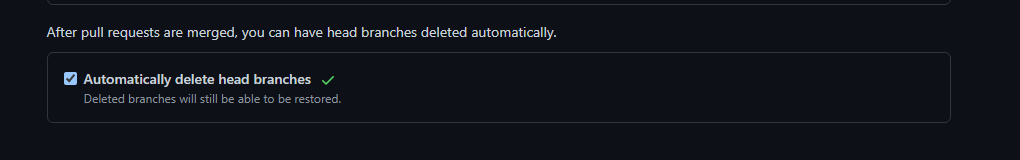 After pull requests are merged, you can have head branches deleted automatically.
Automatically delete head branches
Deleted branches will still be able to be restored.